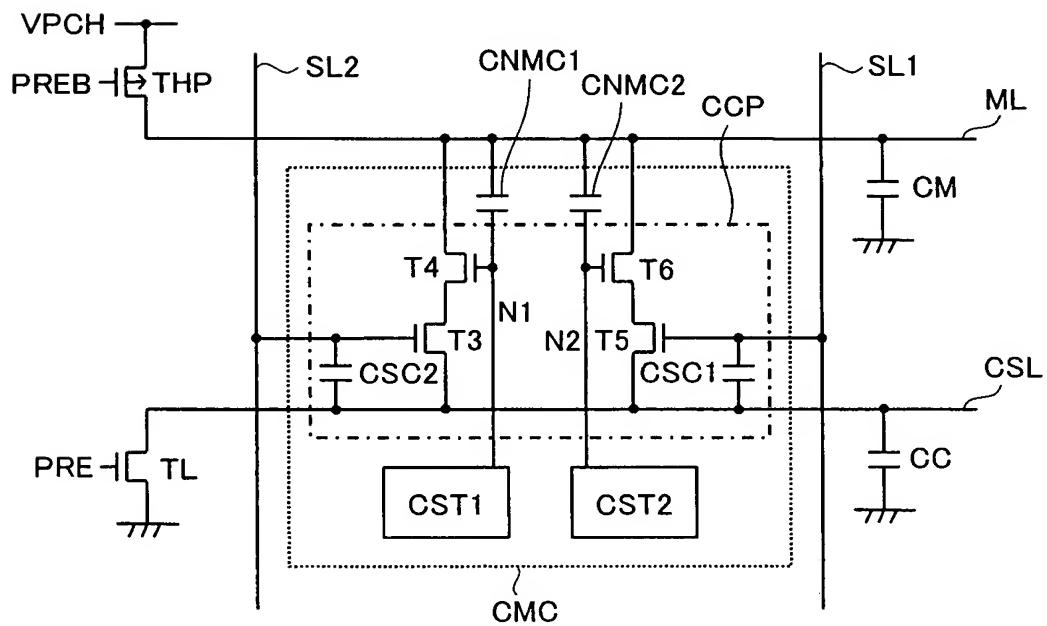 VPCH
PREB
THP
SL2
CNMC1
CNMC2
CCP
SL1
ML
CM
T4
T6
N1
N2
T3
T5
CSC2
CSC1
CSL
PRE
TL
CST1
CST2
CC
CMC